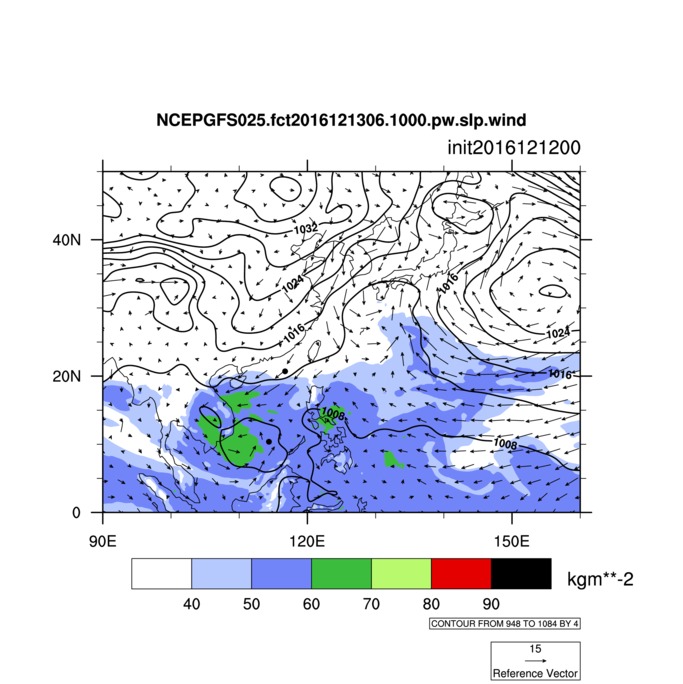 NCEPGFS025.fct2016121306.1000.pw.slp.wind
init2016121200
40N
20N
0
90E
120E
150E
1032
1024
1016
1016
1024
1016
1008
1008
40
50
60
70
80
90
kgm**-2
CONTOUR FROM 948 TO 1084 BY 4
15
Reference Vector